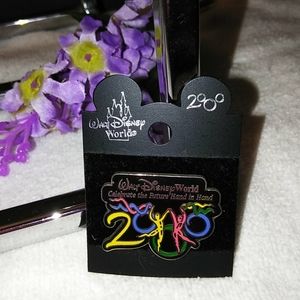 Walt Disney
World
2000
Walt Disney World
Celebrate the Future Hand in Hand
2000